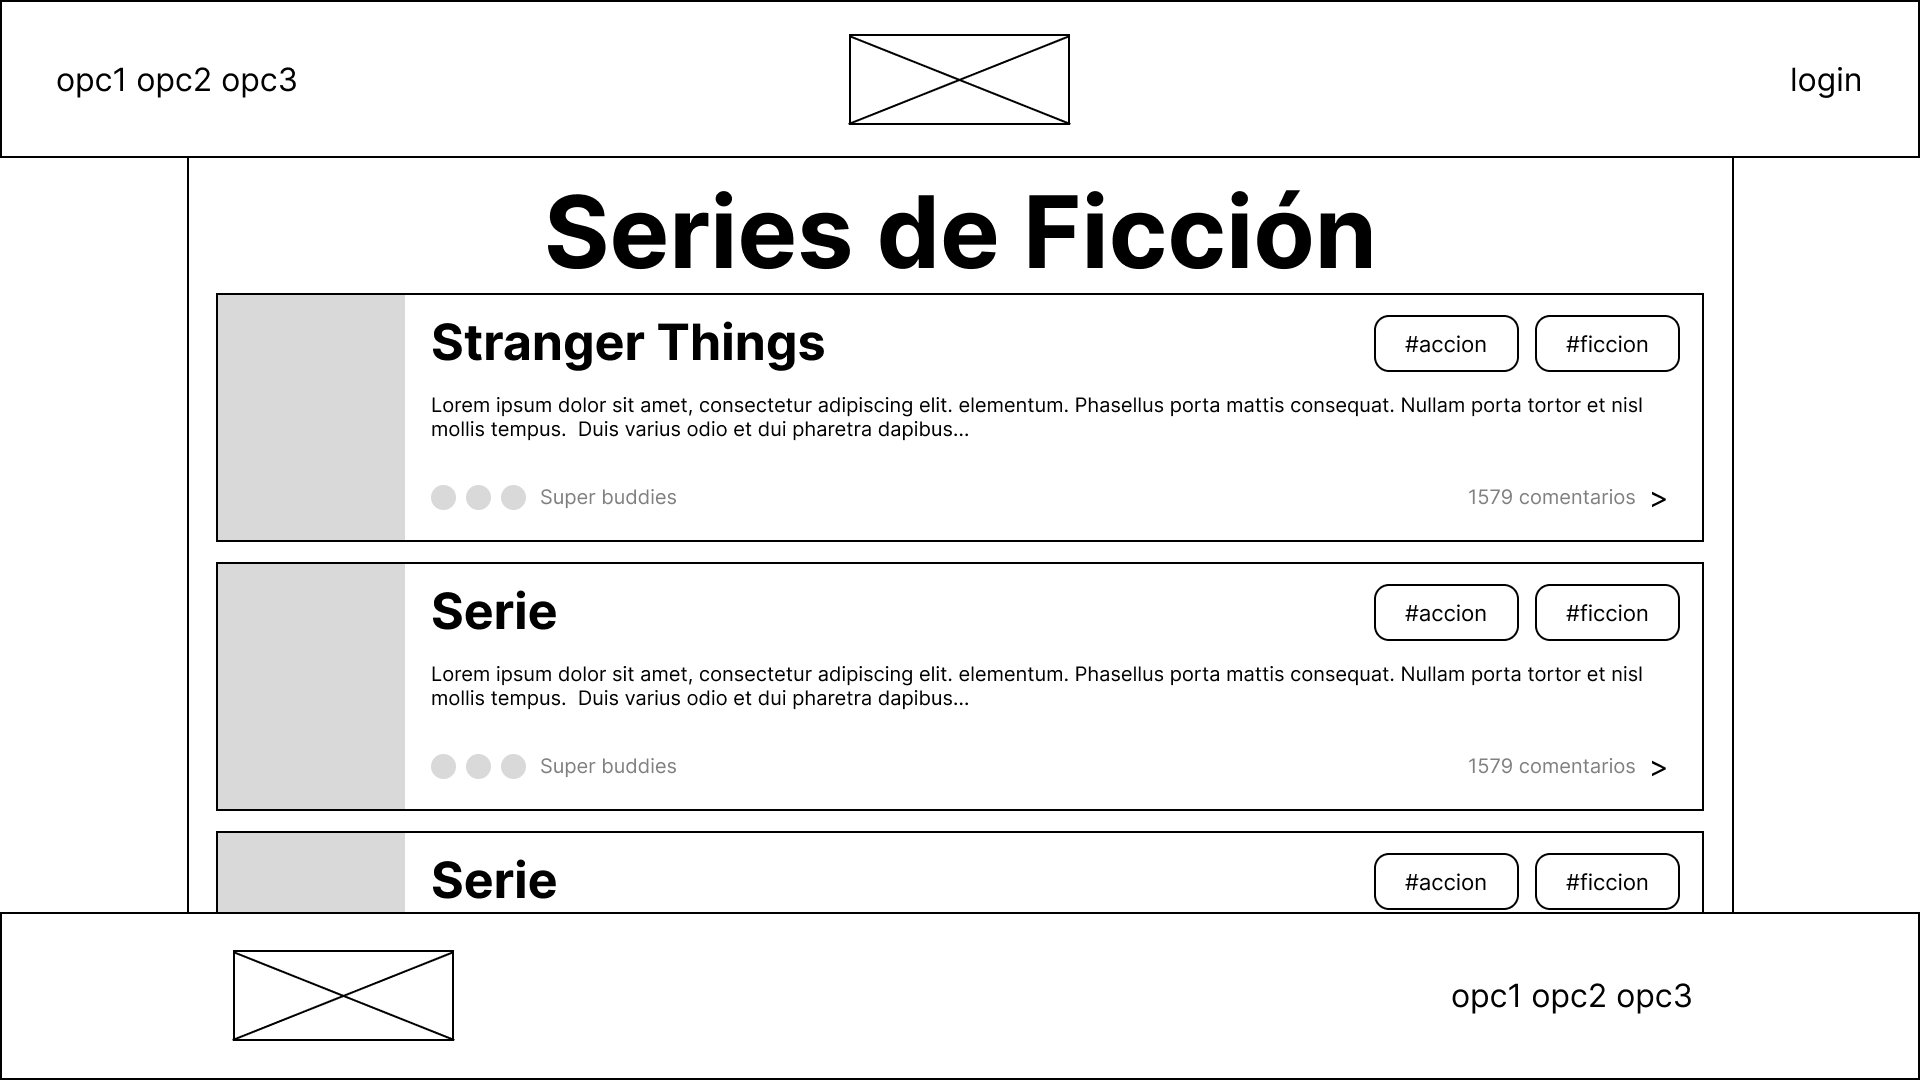 opc1 opc2 opc3
login
Series de Ficción
Stranger Things
#accion
#ficcion
Lorem ipsum dolor sit amet, consectetur adipiscing elit. elementum. Phasellus porta mattis consequat. Nullam porta tortor et nisl
mollis tempus.  Duis varius odio et dui pharetra dapibus...
Super buddies
1579 comentarios >
Serie
#accion
#ficcion
Lorem ipsum dolor sit amet, consectetur adipiscing elit. elementum. Phasellus porta mattis consequat. Nullam porta tortor et nisl
mollis tempus.  Duis varius odio et dui pharetra dapibus...
Super buddies
1579 comentarios >
Serie
#accion
#ficcion
opc1 opc2 opc3